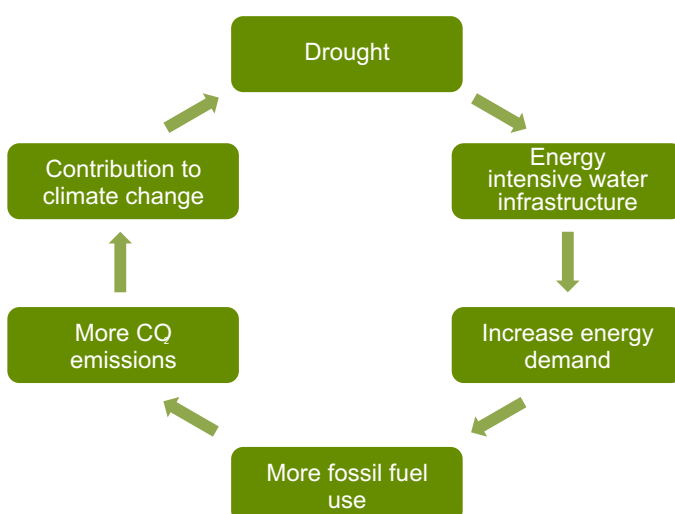 Drought
Energy
intensive water
infrastructure
Increase energy
demand
More fossil fuel
use
More CO₂
emissions
Contribution to
climate change